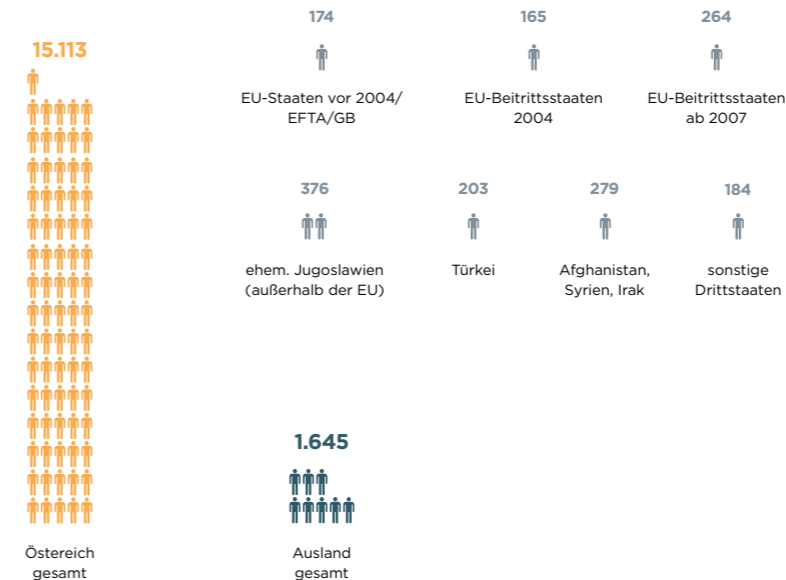 15.113
Östereich
gesamt
174
EU-Staaten vor 2004/
EFTA/GB
165
EU-Beitrittsstaaten
2004
264
EU-Beitrittsstaaten
ab 2007
376
ehem. Jugoslawien
(außerhalb der EU)
203
Türkei
279
Afghanistan,
Syrien, Irak
184
sonstige
Drittstaaten
1.645
Ausland
gesamt